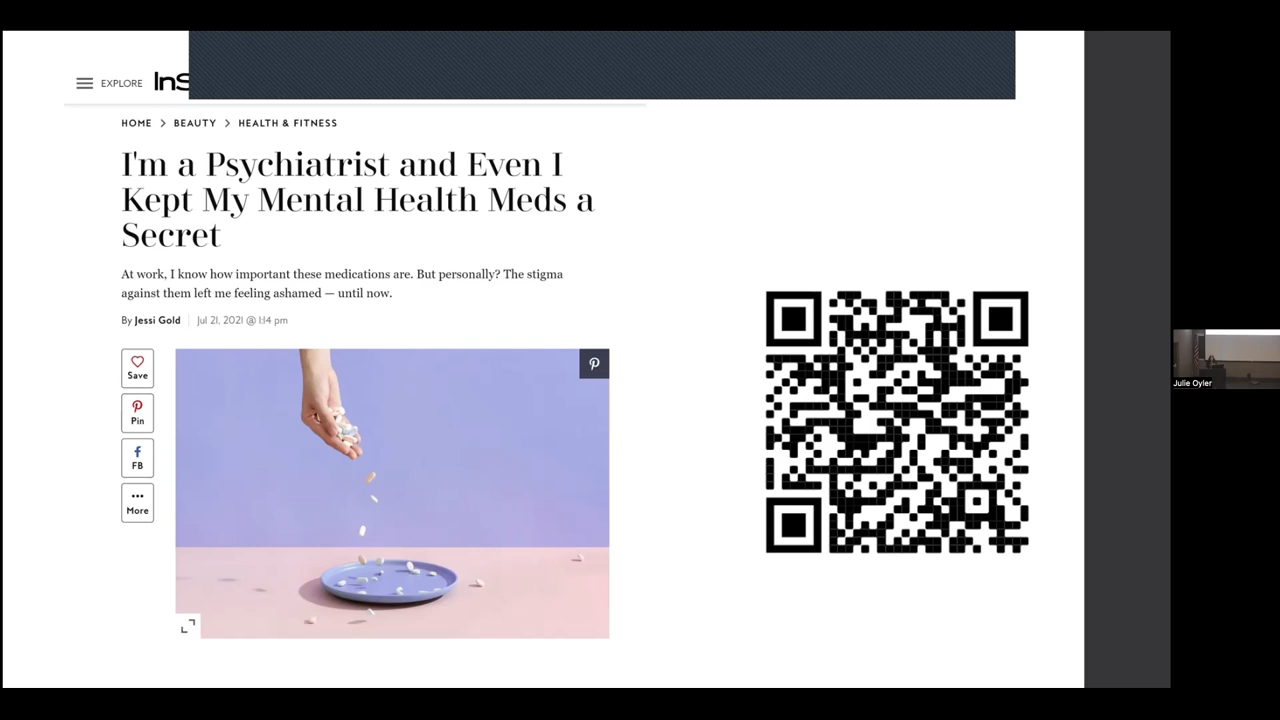 EXPLORE
HOME > BEAUTY > HEALTH & FITNESS
I'm a Psychiatrist and Even I
Kept My Mental Health Meds a
Secret
At work, I know how important these medications are. But personally? The stigma
against them left me feeling ashamed — until now.
By Jessi Gold | Jul 21, 2021 @ 1:14 pm
Save
Pin
FB
More
Julie Oyler